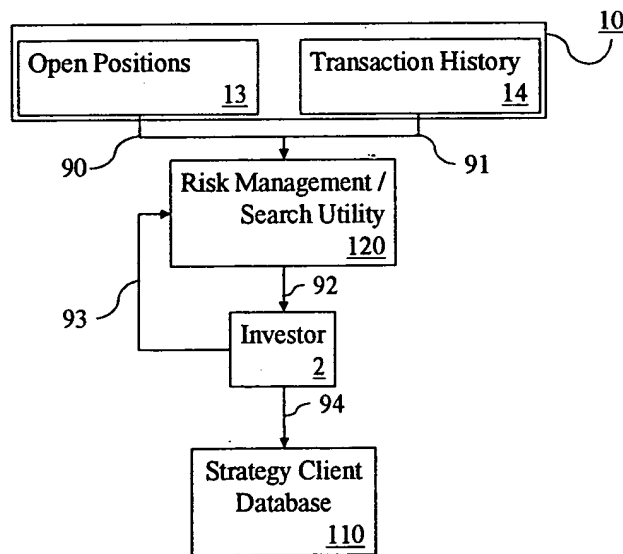 10
Open Positions
13
Transaction History
14
90
91
Risk Management /
Search Utility
120
92
93
Investor
2
94
Strategy Client
Database
110